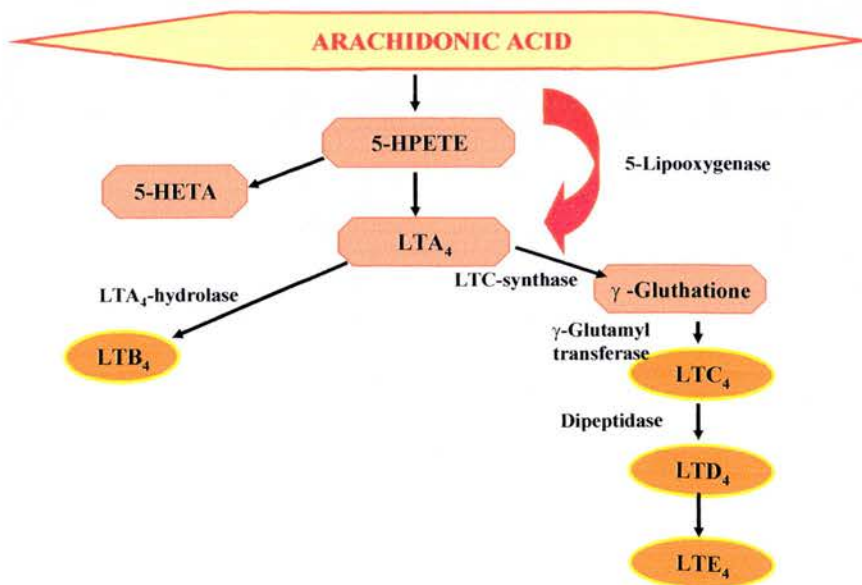 ARACHIDONIC ACID
5-HPETE
5-Lipooxygenase
5-HETA
LTA₄
LTC-synthase
LTA₄-hydrolase
γ -Gluthatione
γ-Glutamyl
transferase
LTB₄
LTC₄
Dipeptidase
LTD₄
LTE₄